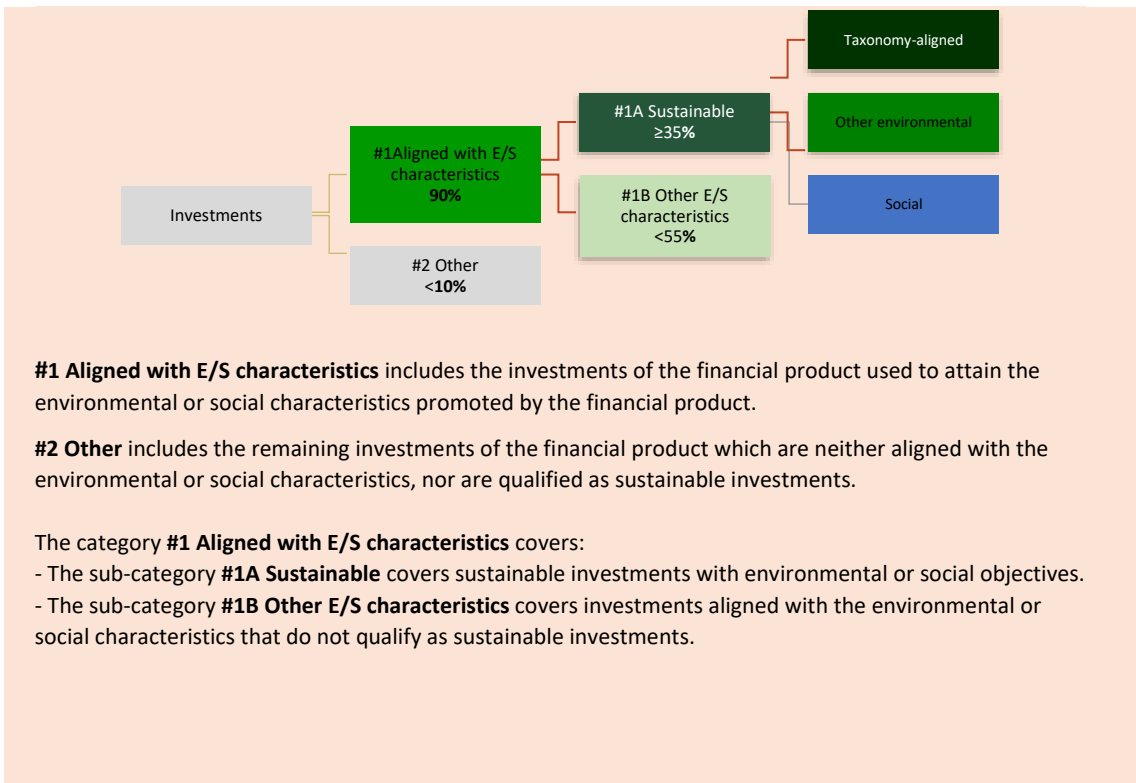 Taxonomy-aligned
#1A Sustainable
≥35%
Other environmental
#1Aligned with E/S
characteristics
90%
Investments
#1B Other E/S
characteristics
<55%
Social
#2 Other
<10%
#1 Aligned with E/S characteristics includes the investments of the financial product used to attain the
environmental or social characteristics promoted by the financial product.
#2 Other includes the remaining investments of the financial product which are neither aligned with the
environmental or social characteristics, nor are qualified as sustainable investments.
The category #1 Aligned with E/S characteristics covers:
- The sub-category #1A Sustainable covers sustainable investments with environmental or social objectives.
- The sub-category #1B Other E/S characteristics covers investments aligned with the environmental or
social characteristics that do not qualify as sustainable investments.